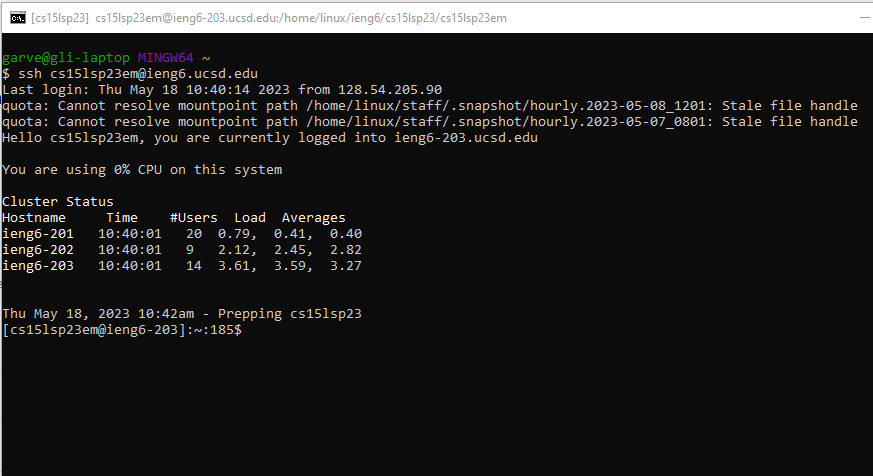 [cs15lsp23] cs15lsp23em@ieng6-203.ucsd.edu:/home/linux/ieng6/cs15lsp23/cs15lsp23em
garve@gli-laptop MINGW64 ~
$ ssh cs15lsp23em@ieng6.ucsd.edu
Last login: Thu May 18 10:40:14 2023 from 128.54.205.90
quota: Cannot resolve mountpoint path /home/linux/staff/.snapshot/hourly.2023-05-08_1201: Stale file handle
quota: Cannot resolve mountpoint path /home/linux/staff/.snapshot/hourly.2023-05-07_0801: Stale file handle
Hello cs15lsp23em, you are currently logged into ieng6-203.ucsd.edu
You are using 0% CPU on this system
Cluster Status
Hostname     Time    #Users  Load  Averages
ieng6-201   10:40:01   20  0.79,  0.41,  0.40
ieng6-202   10:40:01   9   2.12,  2.45,  2.82
ieng6-203   10:40:01   14  3.61,  3.59,  3.27
Thu May 18, 2023 10:42am - Prepping cs15lsp23
[cs15lsp23em@ieng6-203]:~:185$